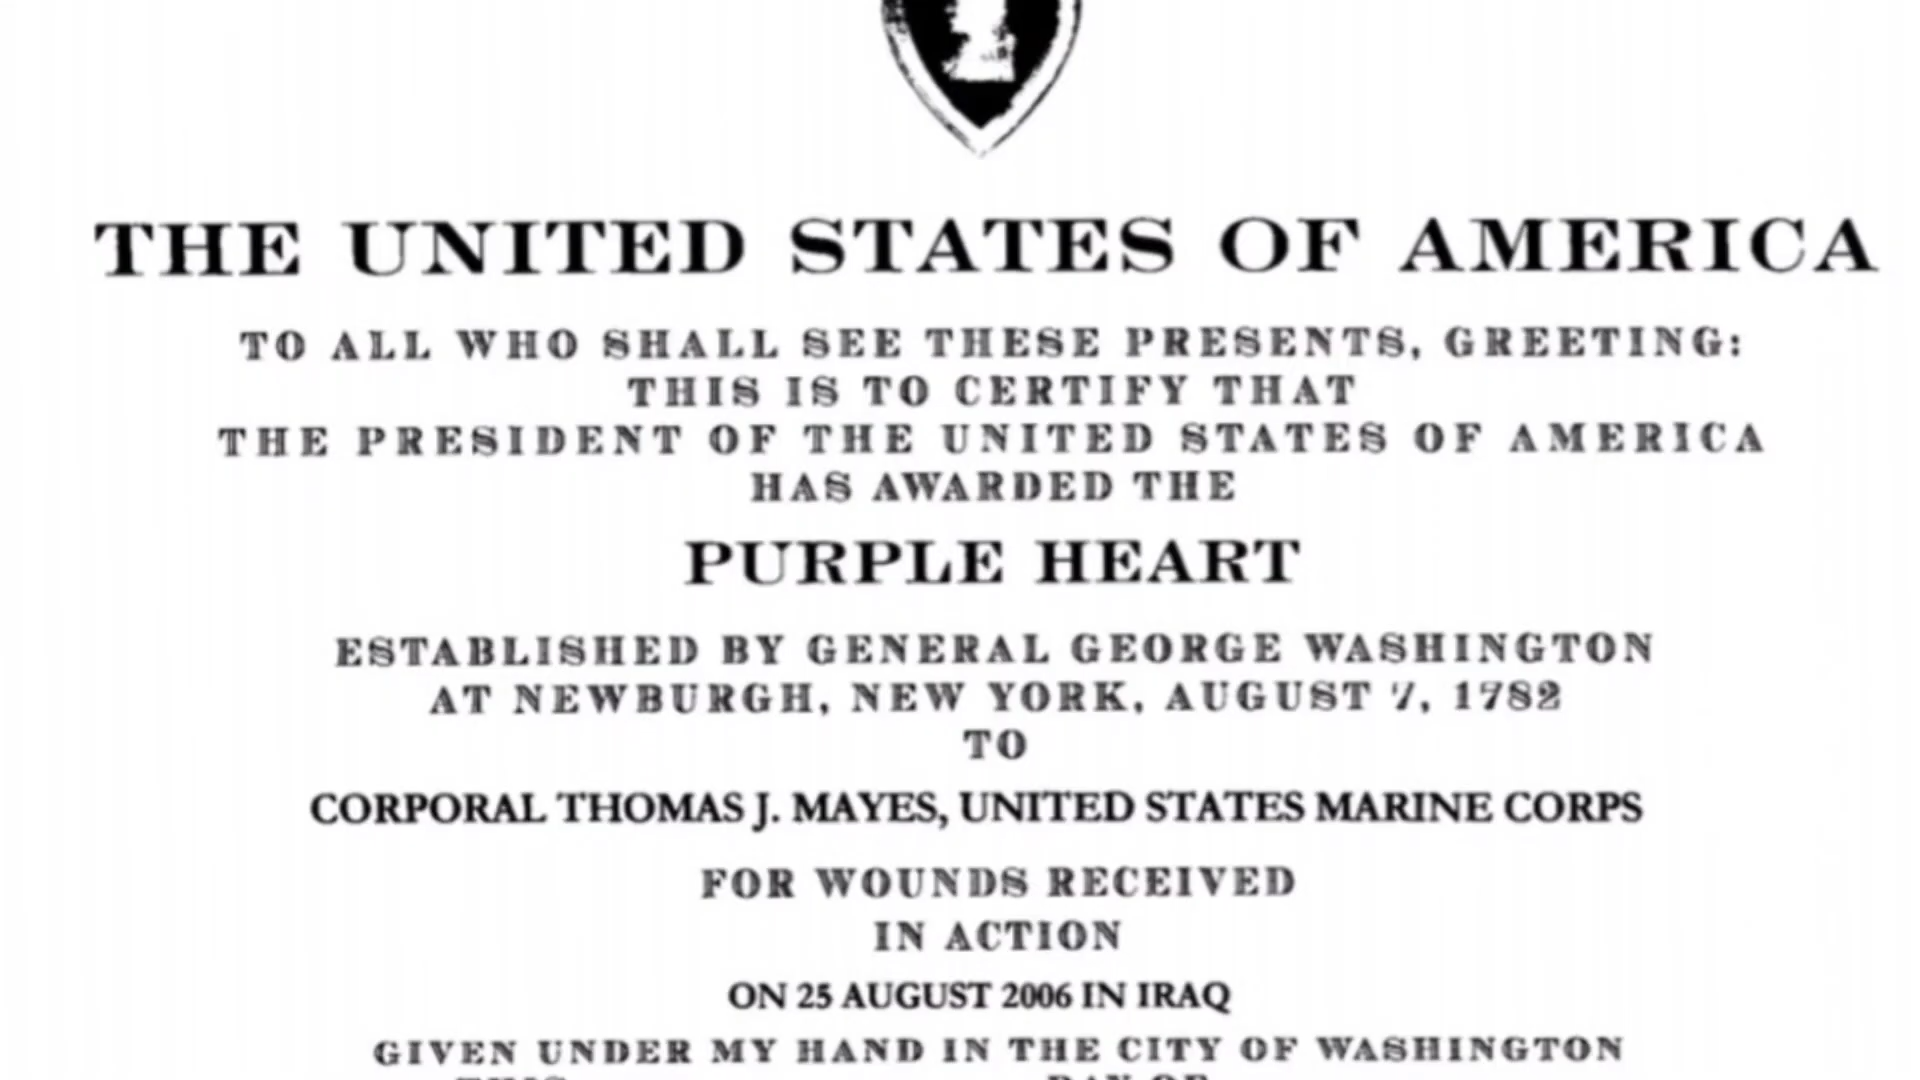 THE UNITED STATES OF AMERICA
TO ALL WHO SHALL SEE THESE PRESENTS, GREETING:
THIS IS TO CERTIFY THAT
THE PRESIDENT OF THE UNITED STATES OF AMERICA
HAS AWARDED THE
PURPLE HEART
ESTABLISHED BY GENERAL GEORGE WASHINGTON
AT NEWBURGH, NEW YORK, AUGUST 7, 1782
TO
CORPORAL THOMAS J. MAYES, UNITED STATES MARINE CORPS
FOR WOUNDS RECEIVED
IN ACTION
ON 25 AUGUST 2006 IN IRAQ
GIVEN UNDER MY HAND IN THE CITY OF WASHINGTON